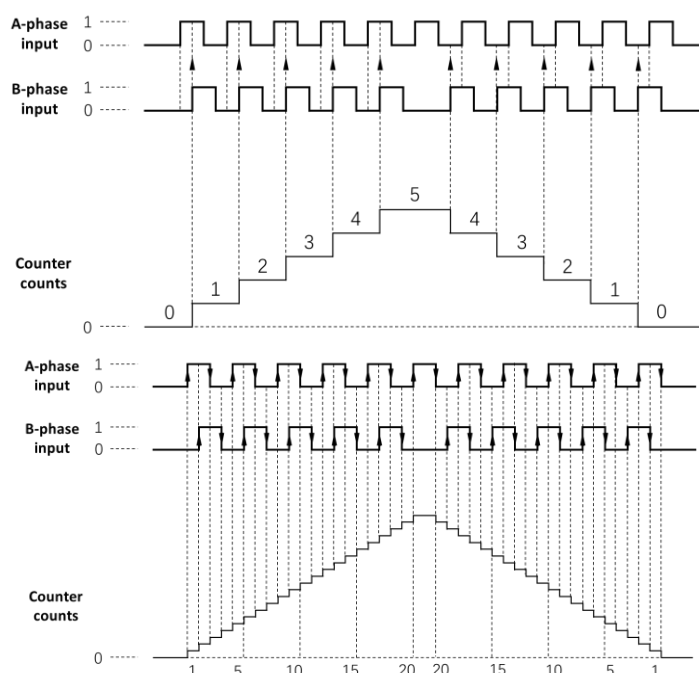 A-phase input 1
0
B-phase input 1
0
5
4 4
3 3
2 2
Counter counts
1 1
0 0
0
A-phase input 1
0
B-phase input 1
0
Counter counts
0
1 5 10 15 20 20 15 10 5 1